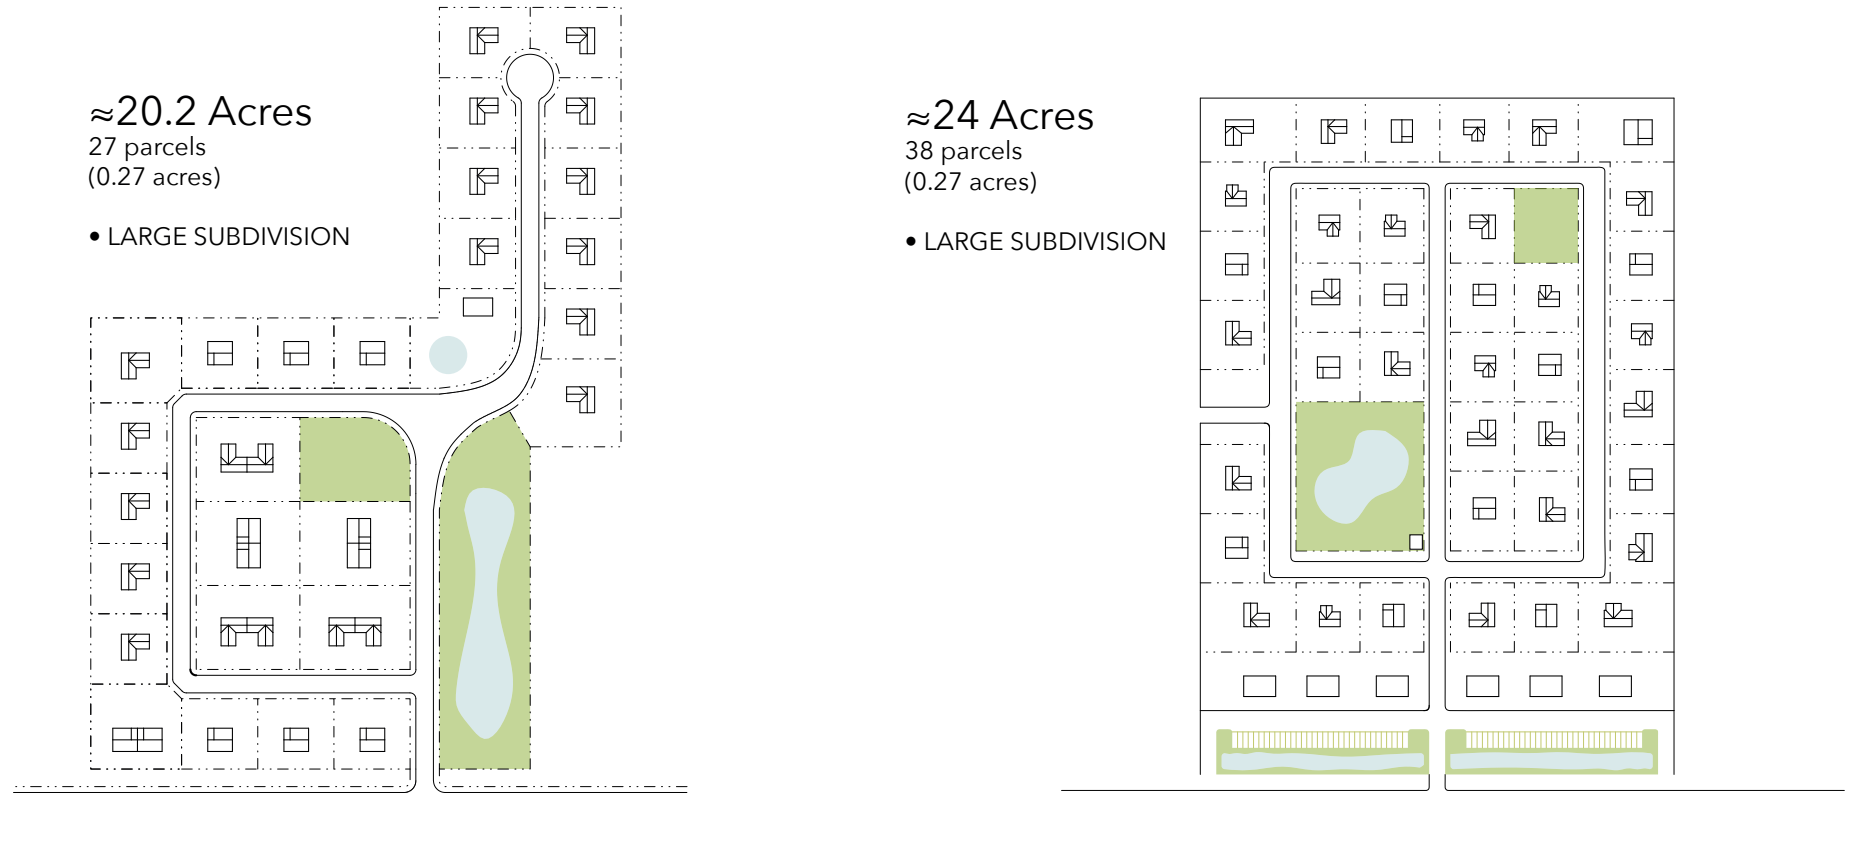 ≈20.2 Acres
27 parcels
(0.27 acres)
• LARGE SUBDIVISION
≈24 Acres
38 parcels
(0.27 acres)
• LARGE SUBDIVISION